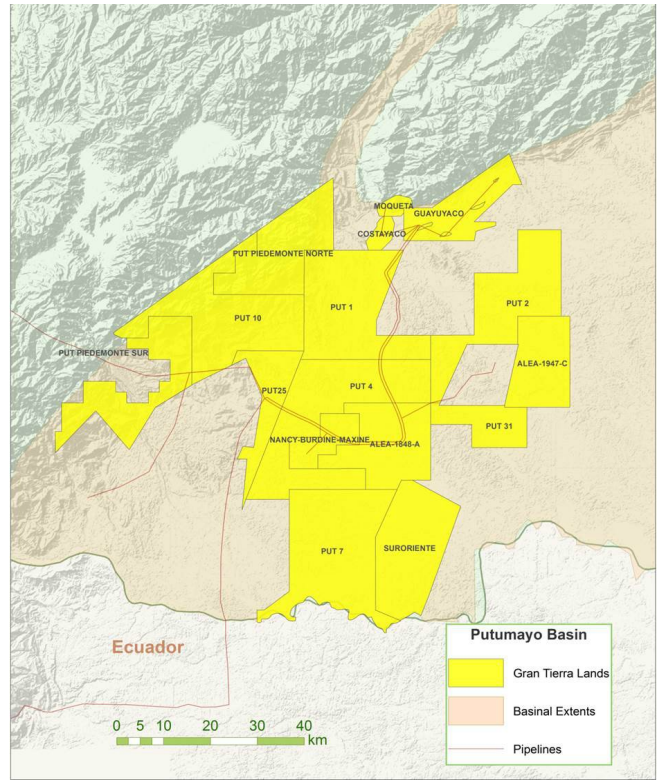 MOQUETA
GUAYUYACO
COSTAYACO
PUT PIEDEMONTE NORTE
PUT 1
PUT 2
PUT 10
PUT PIEDEMONTE SUR
ALEA-1947-C
PUT25
PUT 4
PUT 31
NANCY-BURDINE-MAXINE
ALEA-1848-A
PUT 7
SURORIENTE
Ecuador
Putumayo Basin
Gran Tierra Lands
Basinal Extents
Pipelines
0 5 10 20 30 40
km